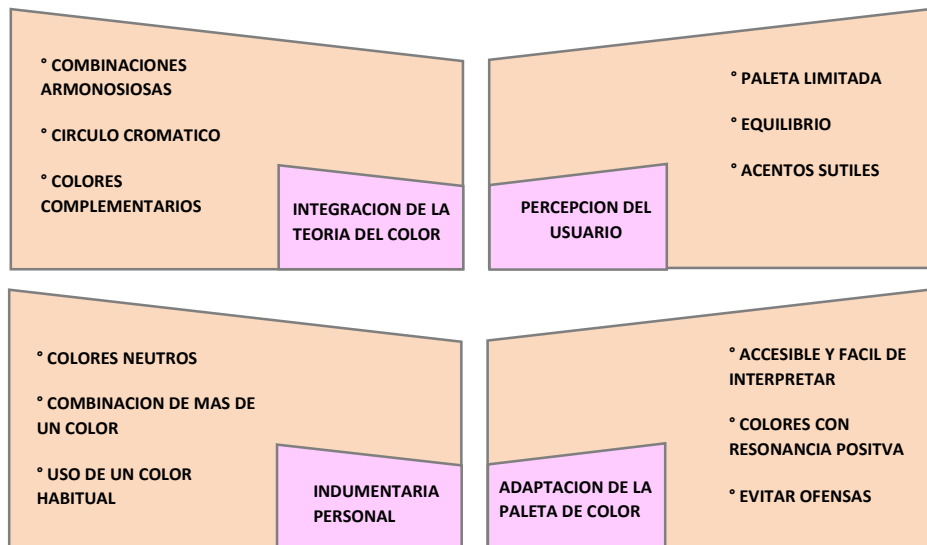 ° COMBINACIONES
ARMONOSIOSAS
° CIRCULO CROMATICO
° COLORES
COMPLEMENTARIOS
INTEGRACION DE LA
TEORIA DEL COLOR
° PALETA LIMITADA
° EQUILIBRIO
° ACENTOS SUTILES
PERCEPCION DEL
USUARIO
° COLORES NEUTROS
° COMBINACION DE MAS DE
UN COLOR
° USO DE UN COLOR
HABITUAL
INDUMENTARIA
PERSONAL
° ACCESIBLE Y FACIL DE
INTERPRETAR
° COLORES CON
RESONANCIA POSITVA
° EVITAR OFENSAS
ADAPTACION DE LA
PALETA DE COLOR